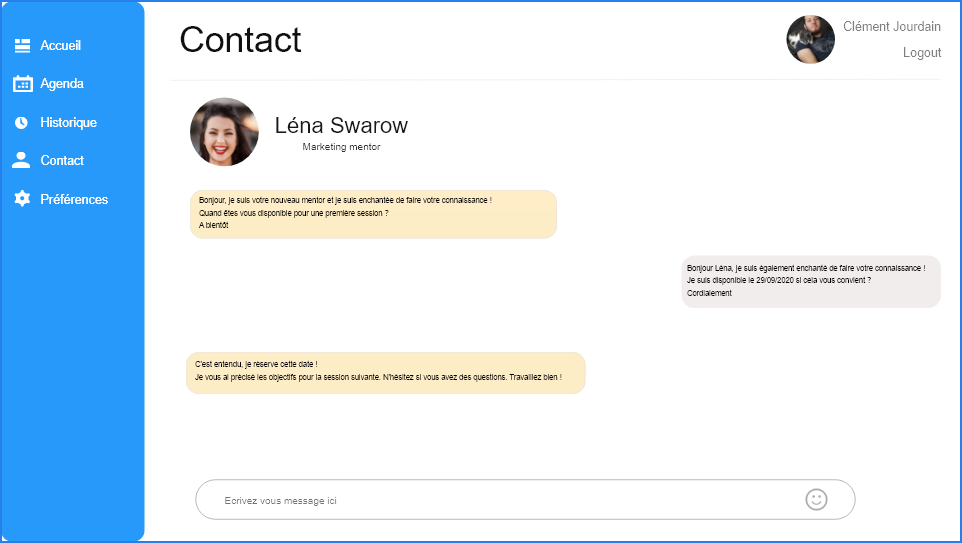 Accueil
Agenda
Historique
Contact
Préférences
Contact
Clément Jourdain
Logout
Léna Swarow
Marketing mentor
Bonjour, je suis votre nouveau mentor et je suis enchantée de faire votre connaissance !
Quand êtes vous disponible pour une première session ?
A bientôt
Bonjour Léna, je suis également enchanté de faire votre connaissance !
Je suis disponible le 29/09/2020 si cela vous convient ?
Cordialement
C'est entendu, je réserve cette date !
Je vous ai précisé les objectifs pour la session suivante. N'hésitez si vous avez des questions. Travaillez bien !
Ecrivez vous message ici